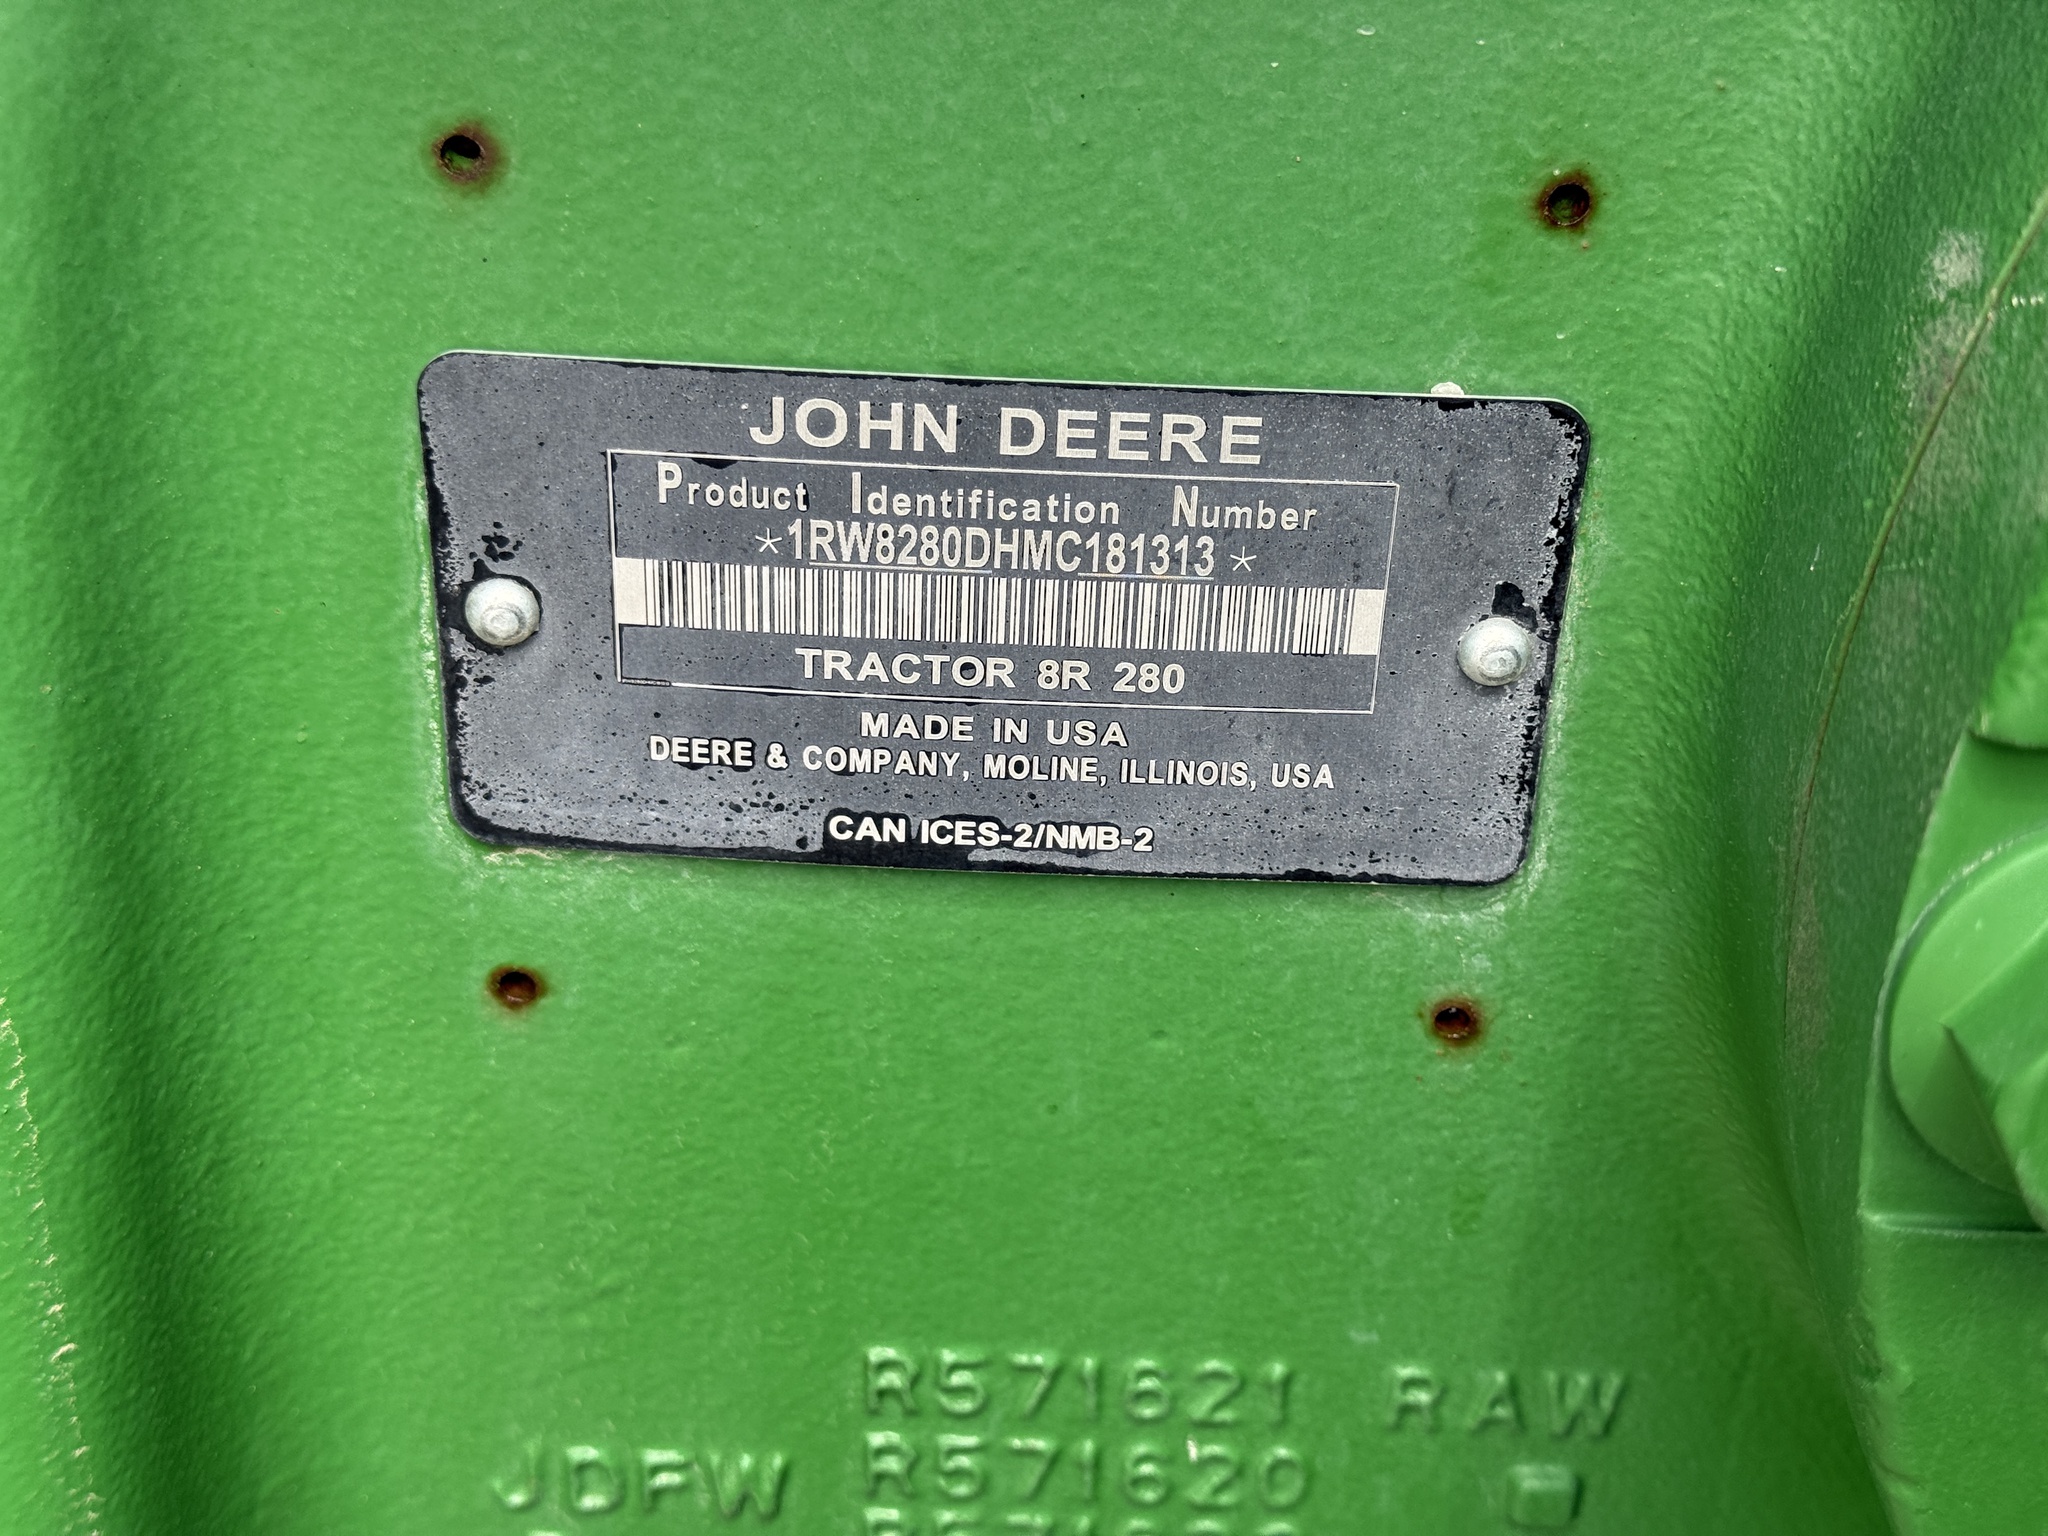 JOHN DEERE
Product Identification Number
*1RW8280DHMC181313*
TRACTOR 8R 280
MADE IN USA
DEERE & COMPANY, MOLINE, ILLINOIS, USA
CAN ICES-2/NMB-2
R571621 RAW
JDFW R571620